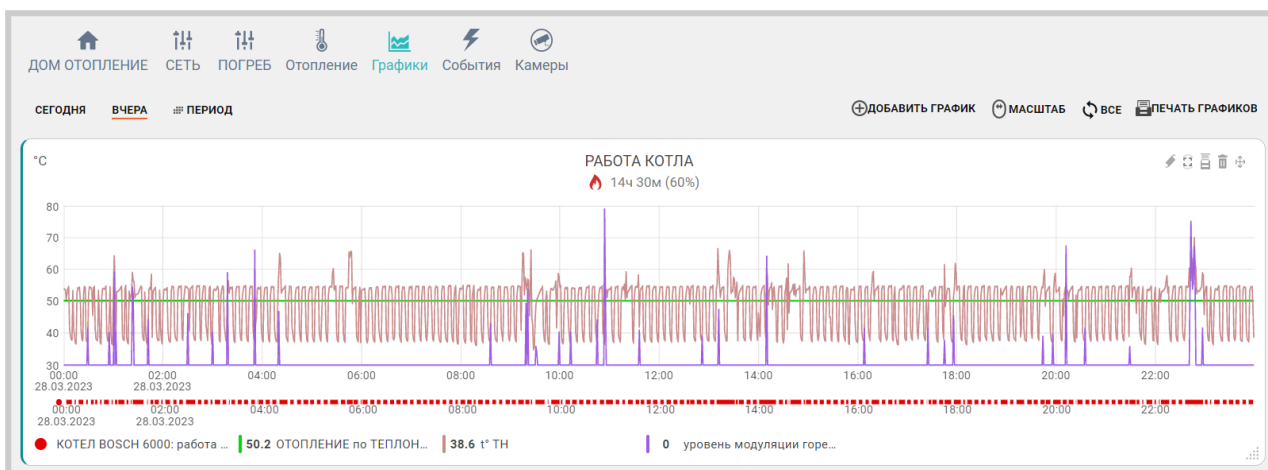 ДОМ ОТОПЛЕНИЕ СЕТЬ ПОГРЕБ Отопление Графики События Камеры
СЕГОДНЯ ВЧЕРА ПЕРИОД ДОБАВИТЬ ГРАФИК МАСШТАБ ВСЕ ПЕЧАТЬ ГРАФИКОВ
°C РАБОТА КОТЛА
14ч 30м (60%)
80
70
60
50
40
30
00:00 02:00 04:00 06:00 08:00 10:00 12:00 14:00 16:00 18:00 20:00 22:00
28.03.2023 28.03.2023
00:00 02:00 04:00 06:00 08:00 10:00 12:00 14:00 16:00 18:00 20:00 22:00
28.03.2023 28.03.2023
КОТЕЛ BOSCH 6000: работа ... 50.2 ОТОПЛЕНИЕ по ТЕПЛОН... 38.6 t° ТН 0 уровень модуляции горе...